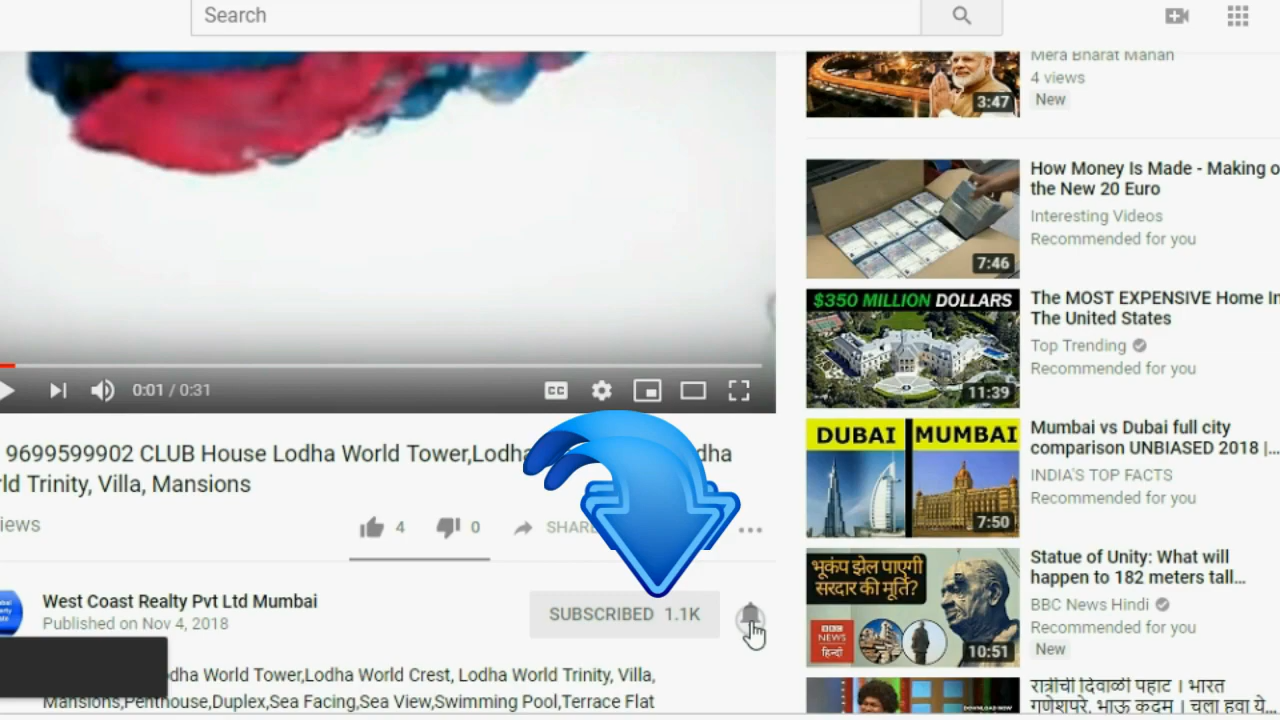 Search
Mera Bharat Manan
4 views
3:47
New
How Money Is Made - Making o
the New 20 Euro
Interesting Videos
Recommended for you
7:46
$350 MILLION DOLLARS
11:39
The MOST EXPENSIVE Home In
The United States
Top Trending
Recommended for you
0:01 / 0:31
CC
DUBAI MUMBAI
7:50
Mumbai vs Dubai full city
comparison UNBIASED 2018 |...
INDIA'S TOP FACTS
Recommended for you
9699599902 CLUB House Lodha World Tower,Lodha dha
ld Trinity, Villa, Mansions
iews
4
0
SHARE
भूकंप झेल पाएगी
सरदार की मूर्ति?
BBC
NEWS
हिन्दी
10:51
Statue of Unity: What will
happen to 182 meters tall...
BBC News Hindi
Recommended for you
New
West Coast Realty Pvt Ltd Mumbai
Published on Nov 4, 2018
SUBSCRIBED 1.1K
dha World Tower,Lodha World Crest, Lodha World Trinity, Villa,
Mansions,Penthouse,Duplex,Sea Facing,Sea View,Swimming Pool,Terrace Flat
DOWNLOAD NOW
रात्रीची दिवाळी पहाट । भारत
गणेशपुरे, भाऊ कदम । चला हवा ये...